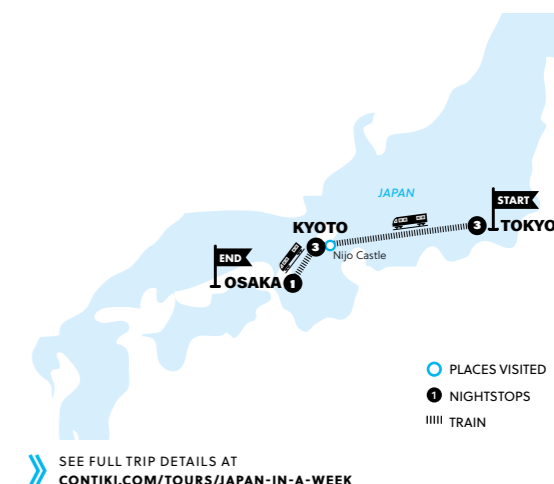 JAPAN
START
3 TOKYO
KYOTO
3
Nijo Castle
END
OSAKA 1
PLACES VISITED
1 NIGHTSTOPS
TRAIN
SEE FULL TRIP DETAILS AT
CONTIKI.COM/TOURS/JAPAN-IN-A-WEEK